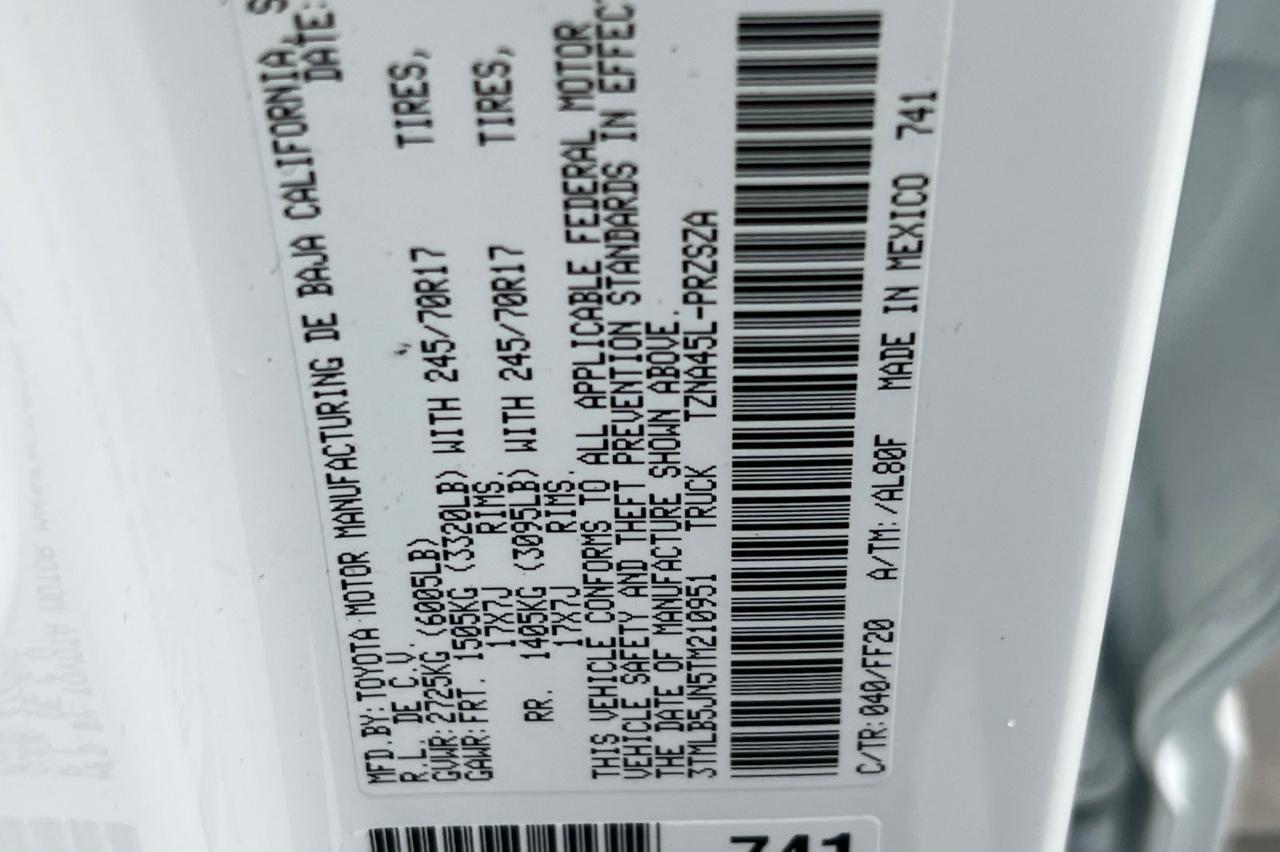 MFD.BY:TOYOTA MOTOR MANUFACTURING DE BAJA CALIFORNIA, S
R.L. DE C.V. DATE:
GVWR:2725KG (6005LB)
GAWR:FRT. 1505KG (3320LB) WITH 245/70R17 TIRES,
17X7J RIMS.
RR. 1405KG (3095LB) WITH 245/70R17 TIRES,
17X7J RIMS.
THIS VEHICLE CONFORMS TO ALL APPLICABLE FEDERAL MOTOR
VEHICLE SAFETY AND THEFT PREVENTION STANDARDS IN EFFEC
THE DATE OF MANUFACTURE SHOWN ABOVE.
3TMLB5JN5TM210951 TRUCK TZNA45L-PRZSZA
C/TR:040/FF20 A/TM:/AL80F MADE IN MEXICO 741
741